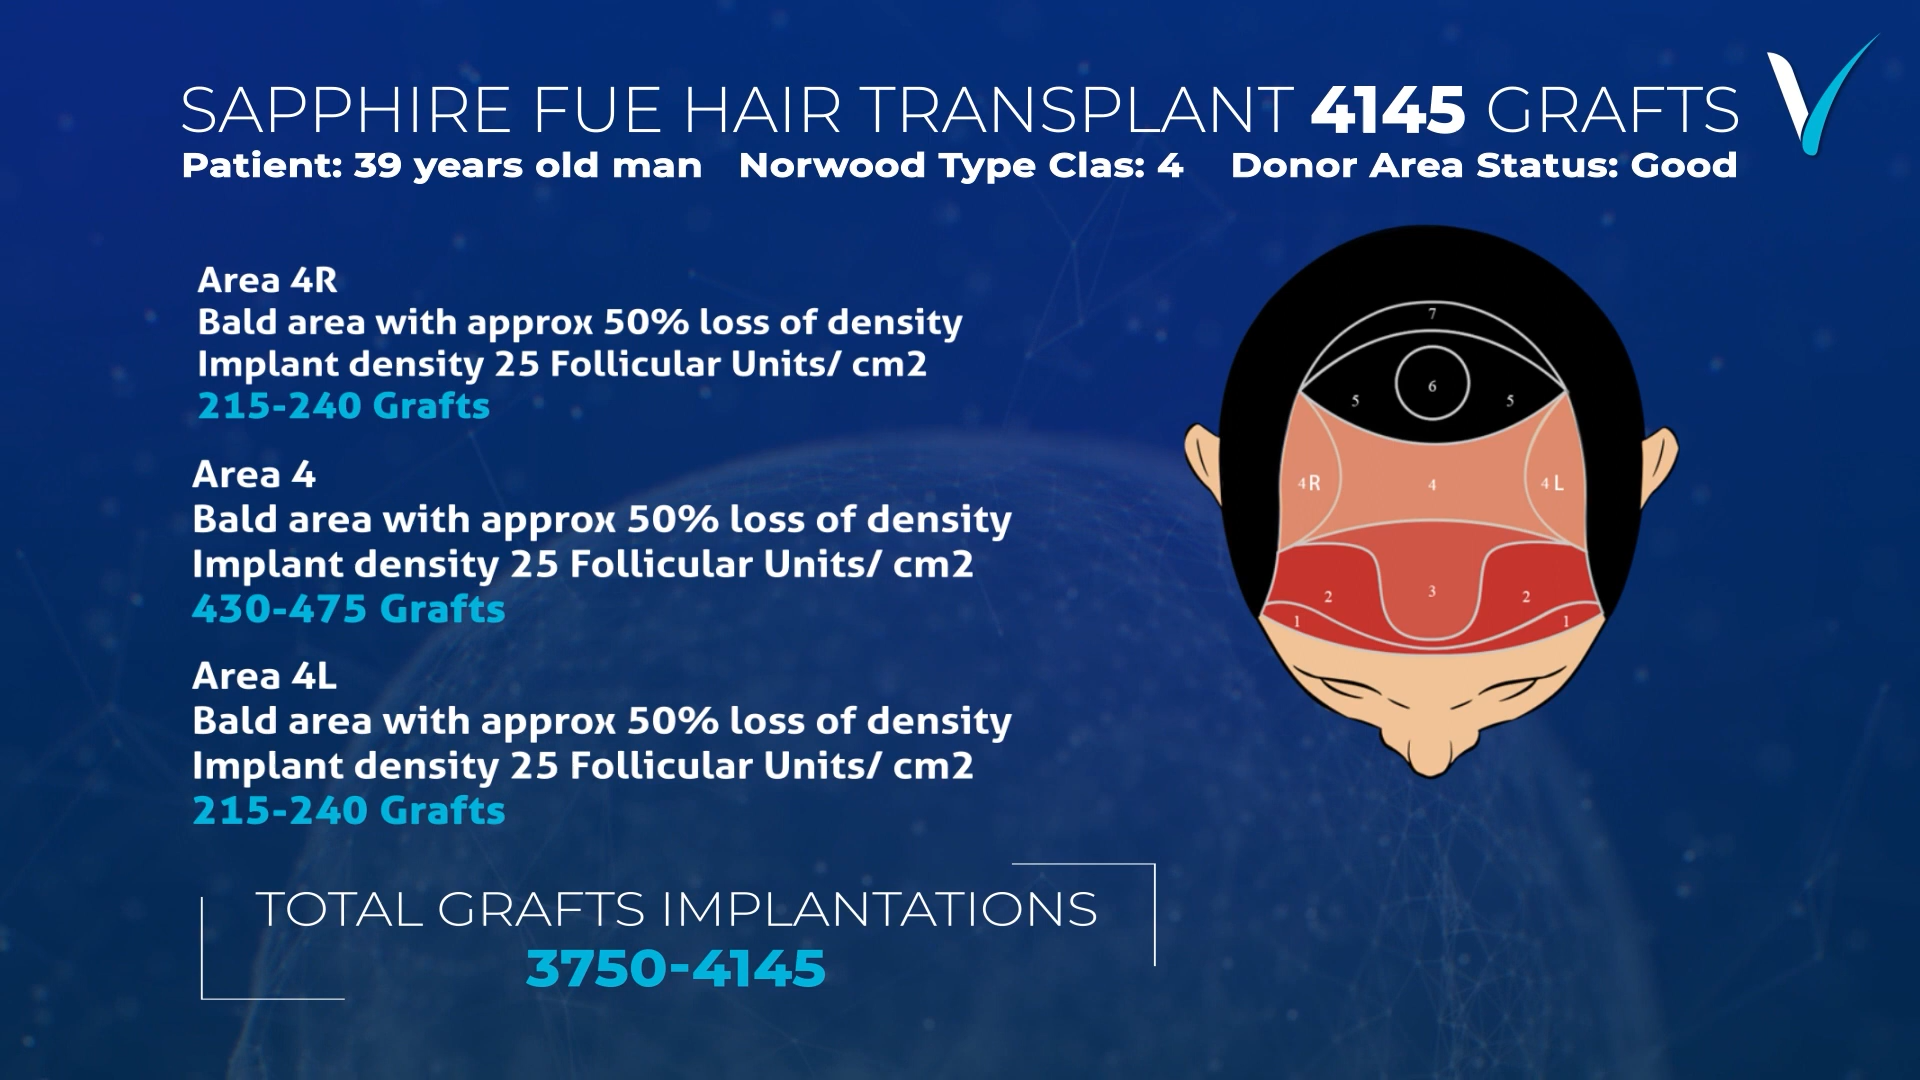 SAPPHIRE FUE HAIR TRANSPLANT 4145 GRAFTS
Patient: 39 years old man Norwood Type Clas: 4 Donor Area Status: Good
Area 4R
Bald area with approx 50% loss of density
Implant density 25 Follicular Units/ cm2
215-240 Grafts
Area 4
Bald area with approx 50% loss of density
Implant density 25 Follicular Units/ cm2
430-475 Grafts
Area 4L
Bald area with approx 50% loss of density
Implant density 25 Follicular Units/ cm2
215-240 Grafts
TOTAL GRAFTS IMPLANTATIONS
3750-4145
7
6
5 5
4R 4 4L
2 3 2
1 1